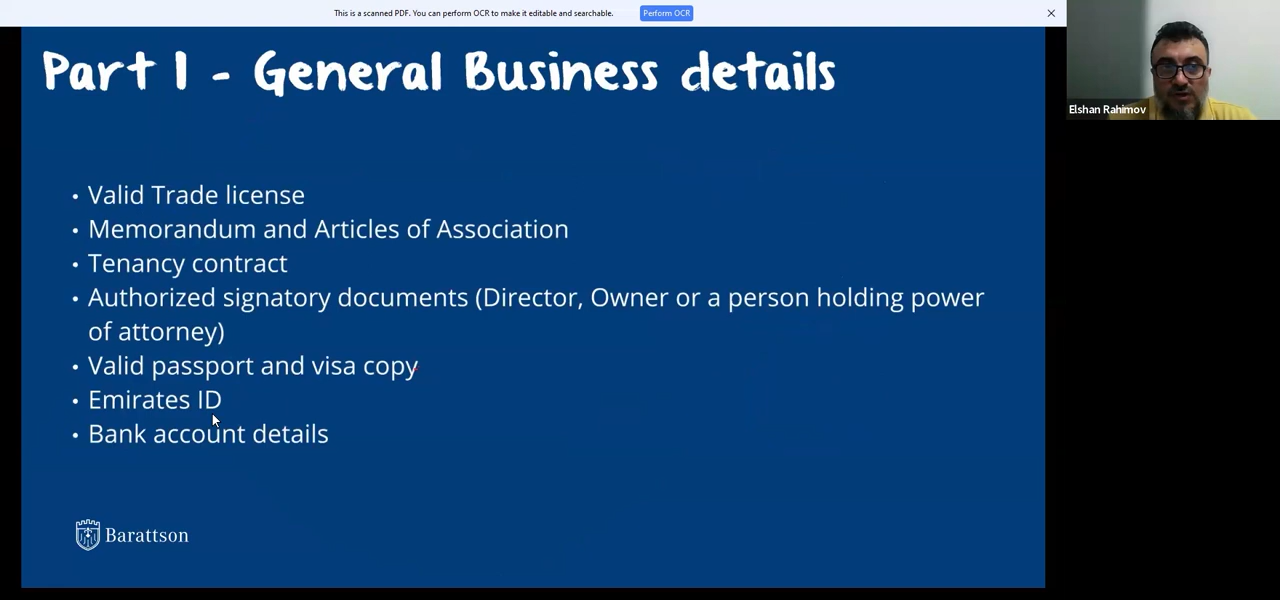 This is a scanned PDF. You can perform OCR to make it editable and searchable.
Perform OCR
Part 1 - General Business details
Elshan Rahimov
• Valid Trade license
• Memorandum and Articles of Association
• Tenancy contract
• Authorized signatory documents (Director, Owner or a person holding power
of attorney)
• Valid passport and visa copy
• Emirates ID
• Bank account details
Barattson